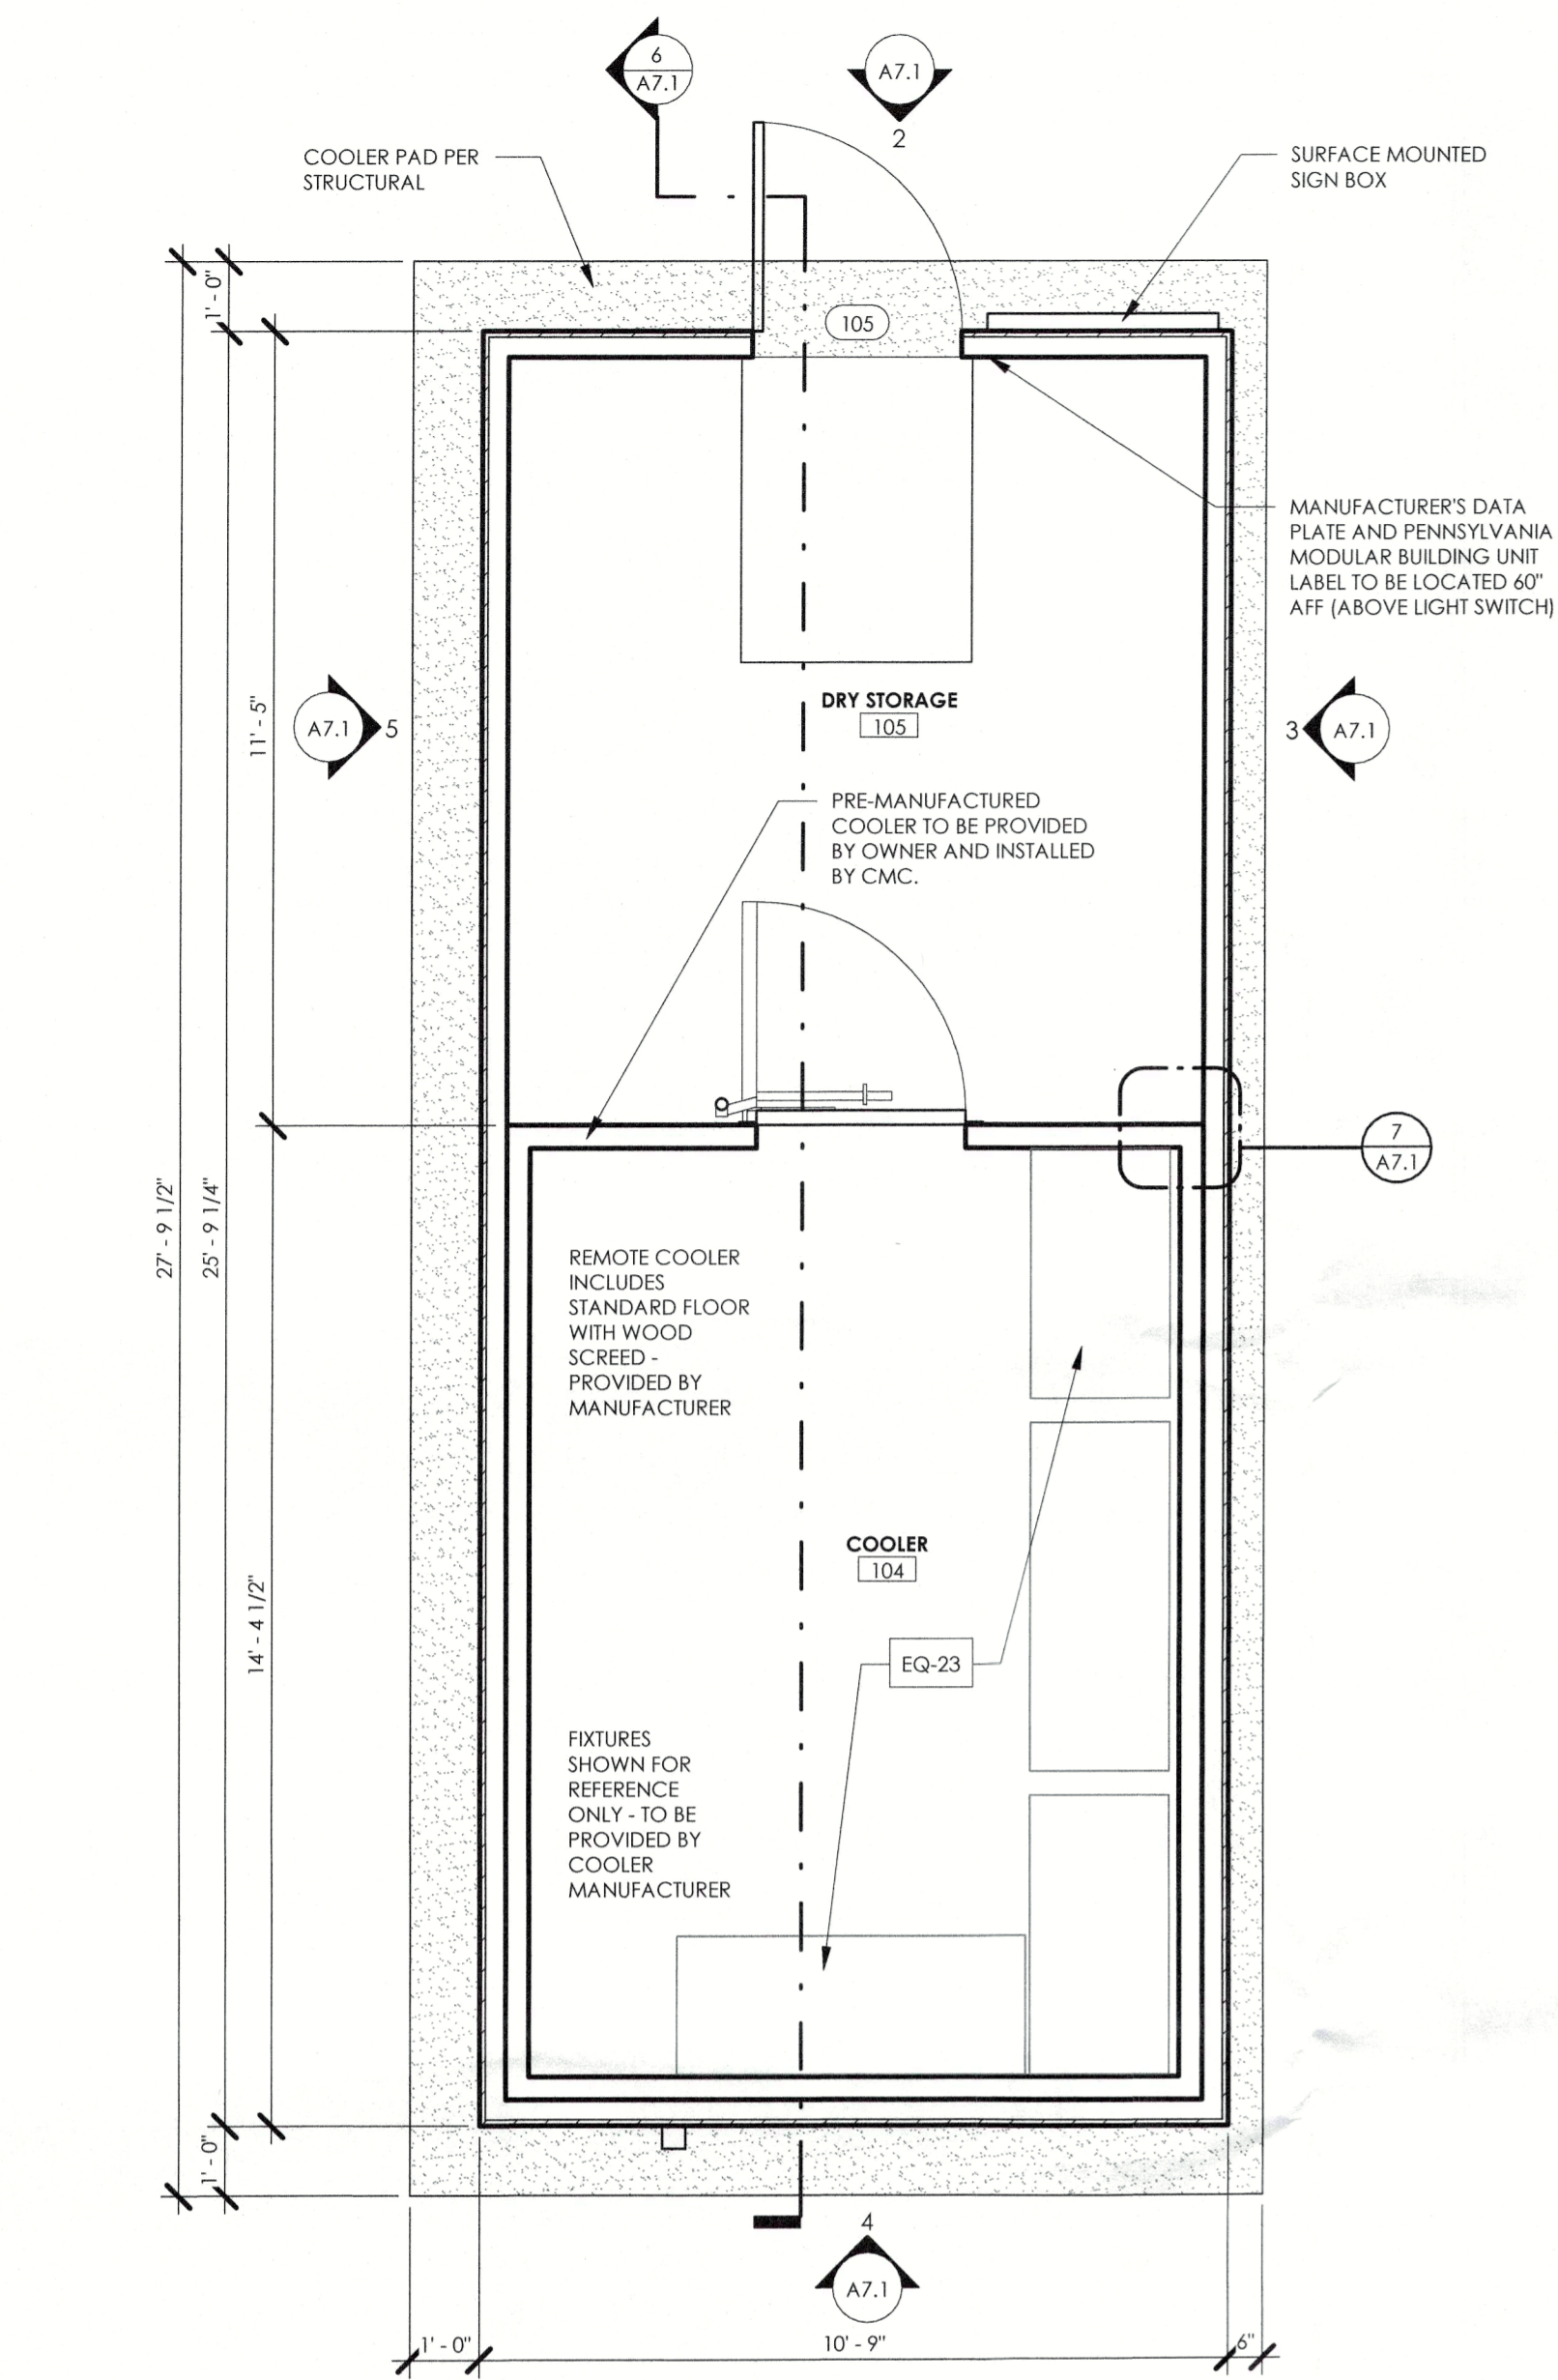 6
A7.1
A7.1
2
COOLER PAD PER
STRUCTURAL
SURFACE MOUNTED
SIGN BOX
1' - 0"
105
MANUFACTURER'S DATA
PLATE AND PENNSYLVANIA
MODULAR BUILDING UNIT
LABEL TO BE LOCATED 60"
AFF (ABOVE LIGHT SWITCH)
DRY STORAGE
105
A7.1
5
3
A7.1
11' - 5"
PRE-MANUFACTURED
COOLER TO BE PROVIDED
BY OWNER AND INSTALLED
BY CMC.
7
A7.1
27' - 9 1/2"
25' - 9 1/4"
REMOTE COOLER
INCLUDES
STANDARD FLOOR
WITH WOOD
SCREED -
PROVIDED BY
MANUFACTURER
COOLER
104
14' - 4 1/2"
EQ-23
FIXTURES
SHOWN FOR
REFERENCE
ONLY - TO BE
PROVIDED BY
COOLER
MANUFACTURER
1' - 0"
4
A7.1
1' - 0"
10' - 9"
6"